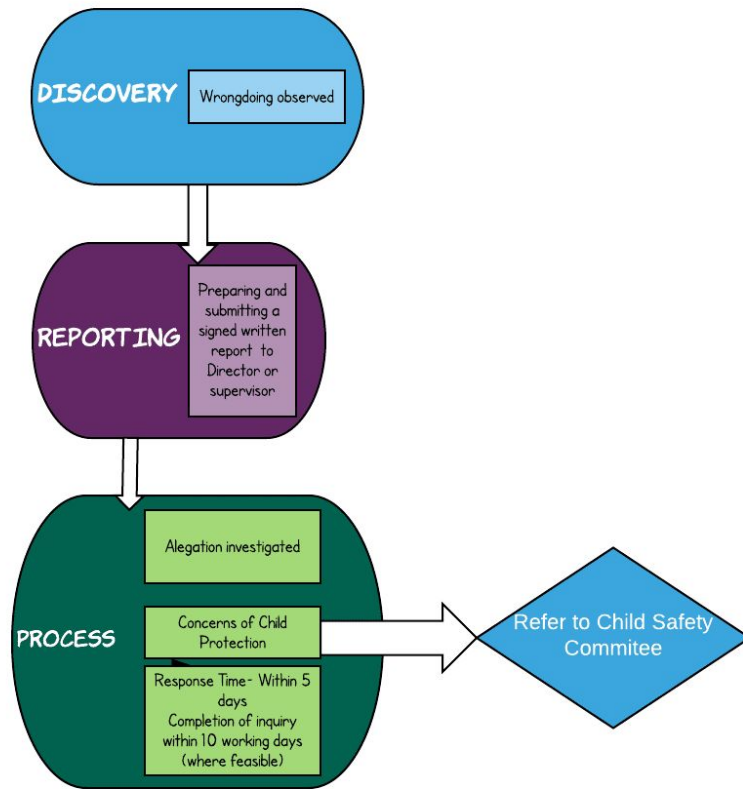 DISCOVERY
Wrongdoing observed
REPORTING
Preparing and
submitting a
signed written
report to
Director or
supervisor
Alegation investigated
PROCESS
Concerns of Child
Protection
Refer to Child Safety
Commitee
Response Time- Within 5
days
Completion of inquiry
within 10 working days
(where feasible)